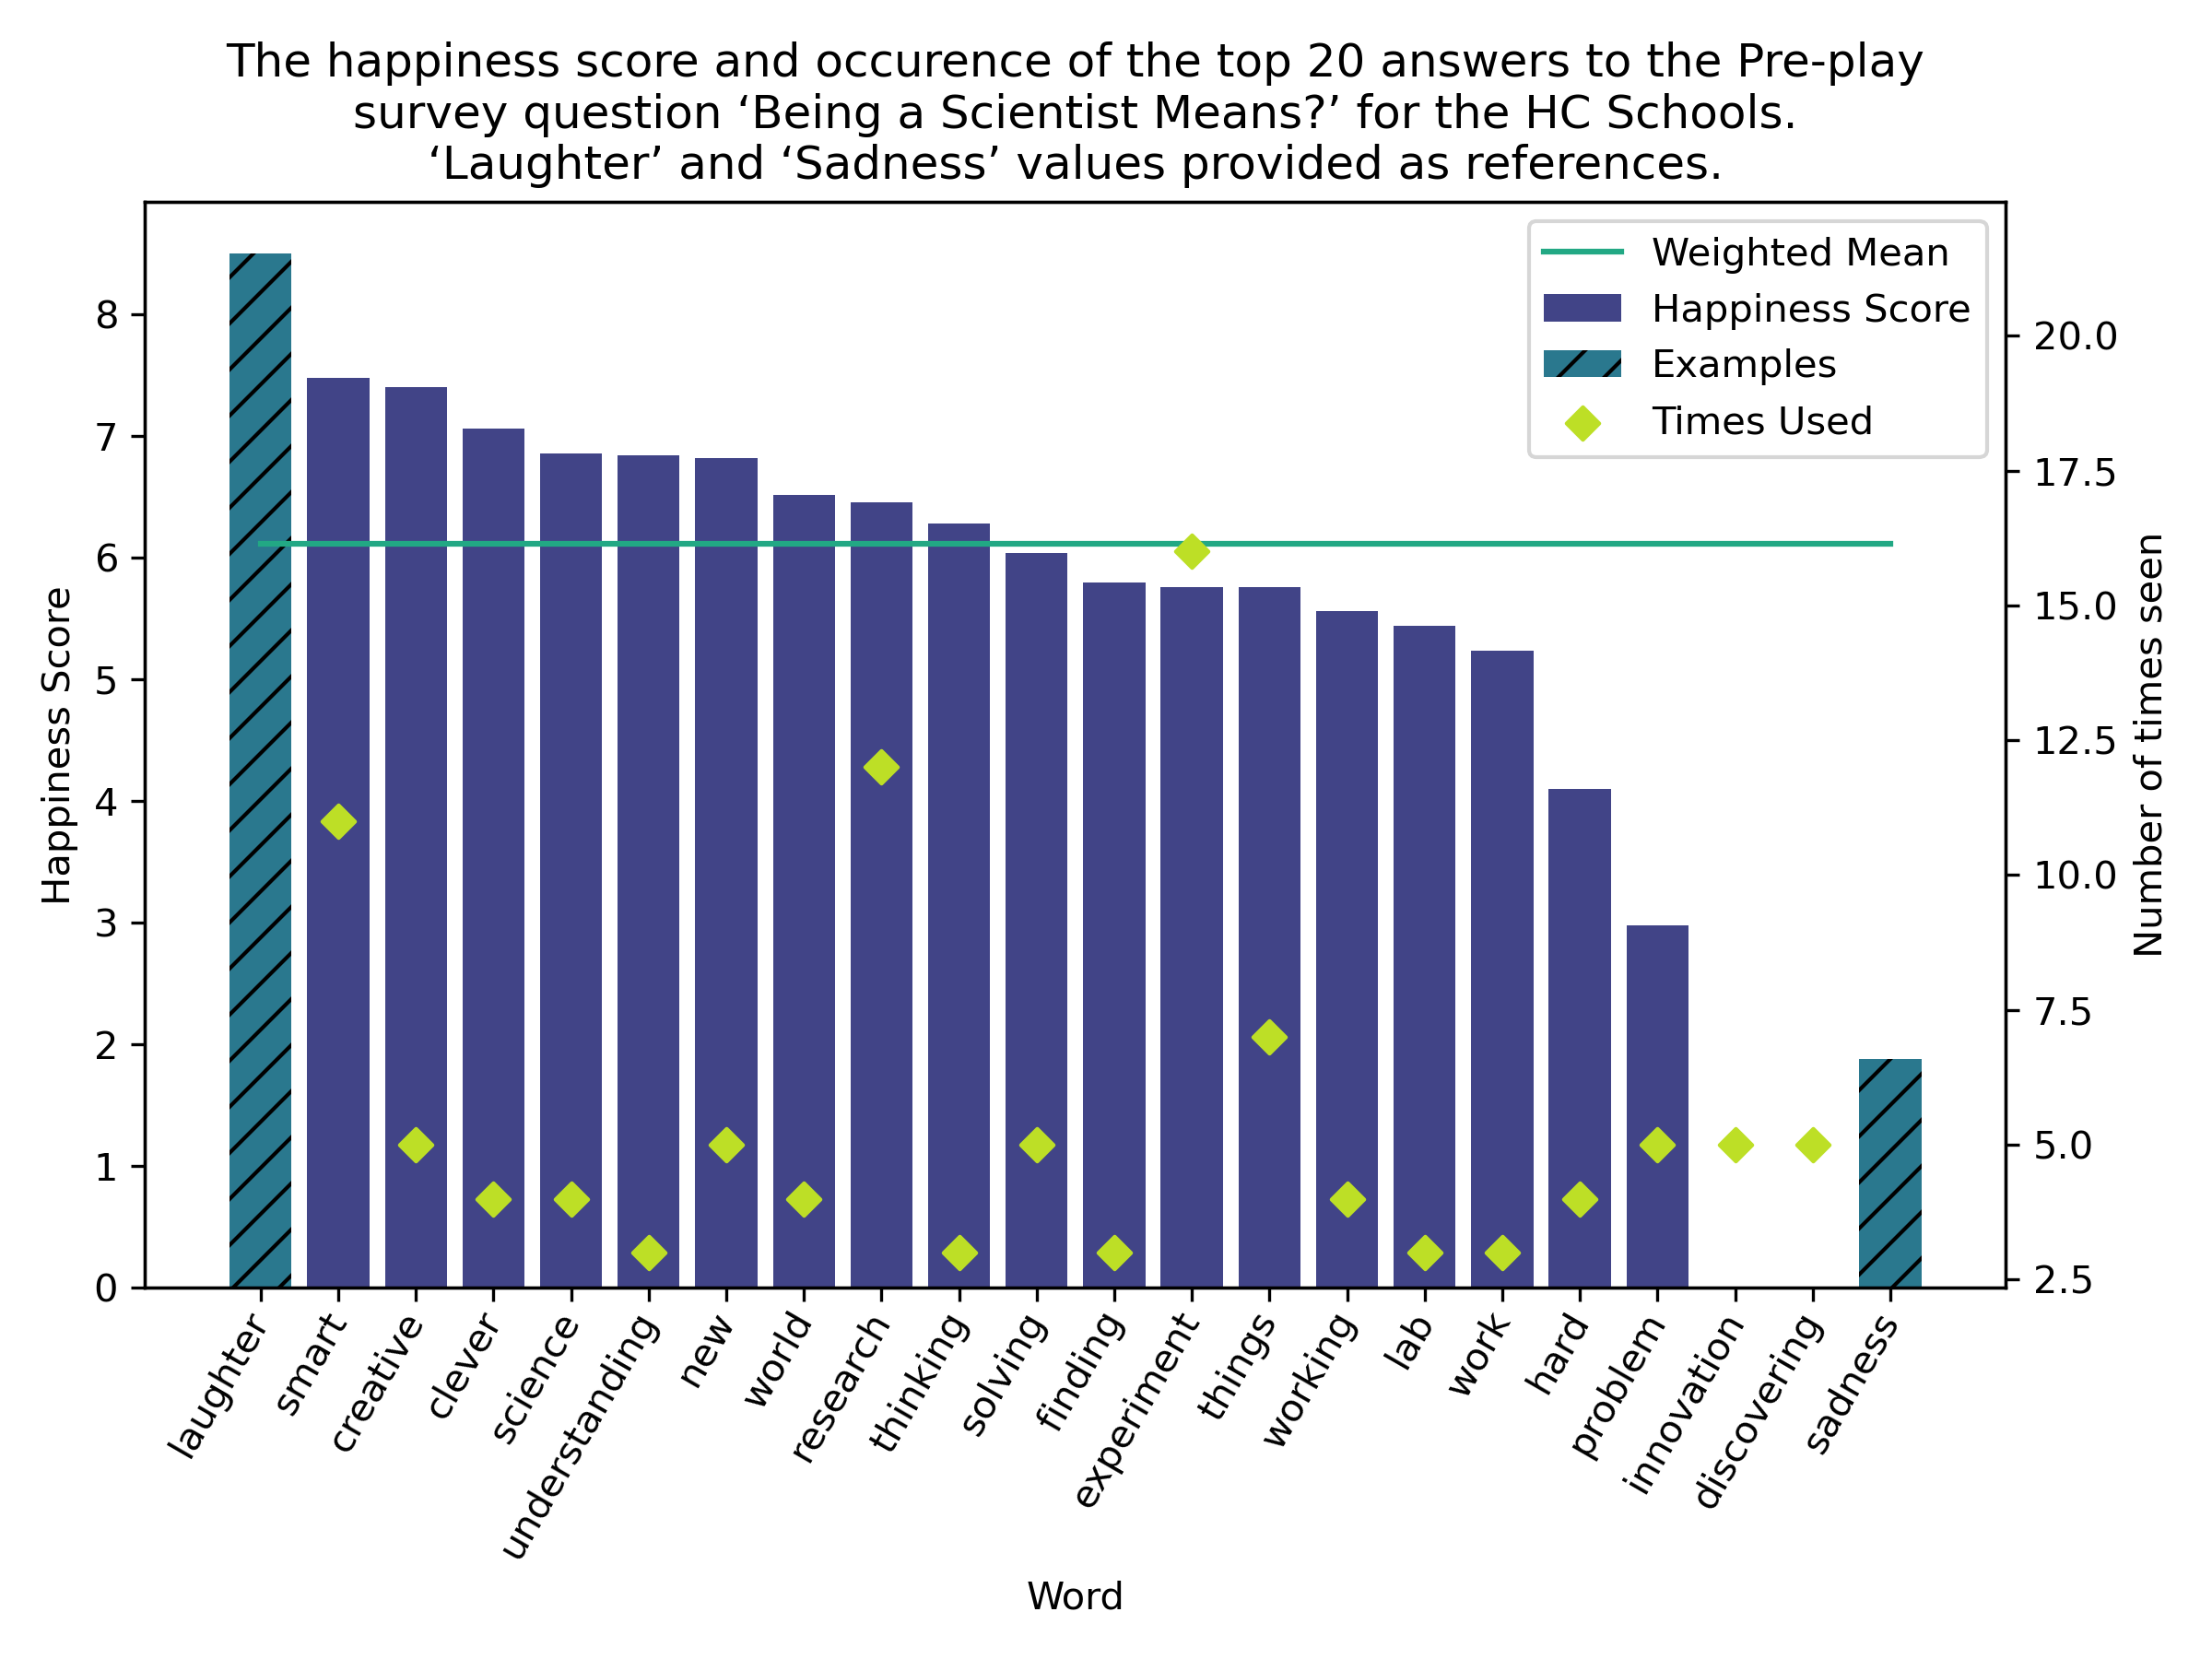 The happiness score and occurence of the top 20 answers to the Pre-play
survey question ‘Being a Scientist Means?’ for the HC Schools.
‘Laughter’ and ‘Sadness’ values provided as references.
Weighted Mean
Happiness Score
Examples
Times Used
Happiness Score
8
7
6
5
4
3
2
1
0
20.0
17.5
15.0
12.5
10.0
7.5
5.0
2.5
Number of times seen
laughter
smart
creative
clever
science
understanding
new
world
research
thinking
solving
finding
experiment
things
working
lab
work
hard
problem
innovation
discovering
sadness
Word